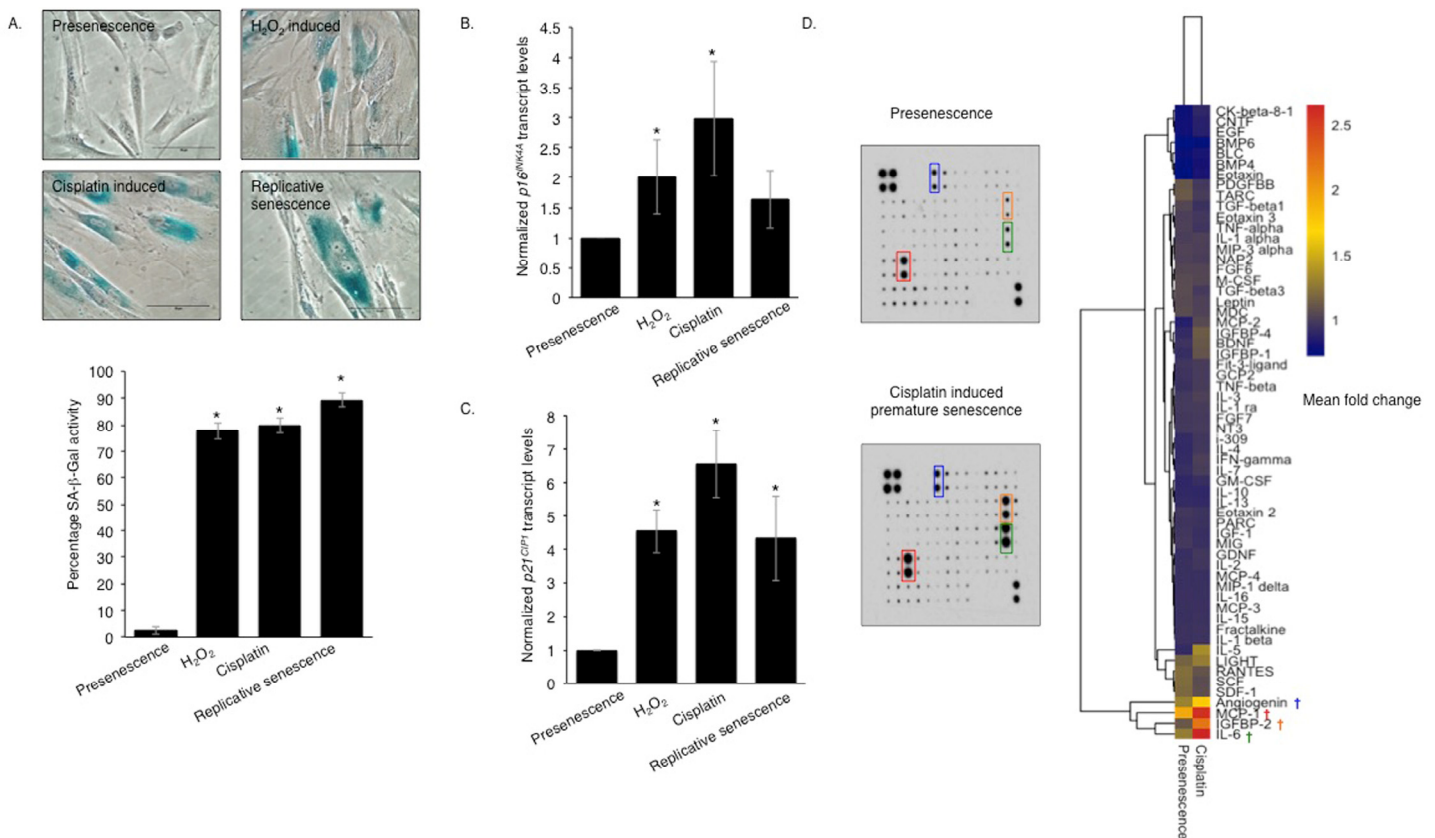 A.
Presenescence
H₂O₂ induced
Cisplatin induced
Replicative
senescence
Percentage SA-β-Gal activity
100
90
80
70
60
50
40
30
20
10
0
Presenescence
H₂O₂
Cisplatin
Replicative senescence
B.
Normalized p16^INK4A transcript levels
4.5
4
3.5
3
2.5
2
1.5
1
0.5
0
Presenescence
H₂O₂
Cisplatin
Replicative senescence
C.
Normalized p21^CIP1 transcript levels
8
7
6
5
4
3
2
1
0
Presenescence
H₂O₂
Cisplatin
Replicative senescence
D.
Presenescence
Cisplatin induced
premature senescence
CK-beta-8-1
CNTF
EGF
BMP6
BLC
BMP4
Eotaxin
PDGFBB
TARC
TGF-beta1
Eotaxin 3
TNF-alpha
IL-1 alpha
MIP-3 alpha
NAP2
FGF6
M-CSF
TGF-beta3
Leptin
MDC
MCP-2
IGFBP-4
BDNF
IGFBP-1
Fit-3-ligand
GCP2
TNF-beta
IL-3
IL-1 ra
FGF7
NT3
i-309
IL-4
IFN-gamma
IL-7
GM-CSF
IL-10
IL-13
Eotaxin 2
PARC
IGF-1
MIG
GDNF
IL-2
MCP-4
MIP-1 delta
IL-16
MCP-3
IL-15
Fractalkine
IL-1 beta
IL-5
LIGHT
RANTES
SCF
SDF-1
Angiogenin †
MCP-1 †
IGFBP-2 †
IL-6 †
Presenescence
Cisplatin
2.5
2
1.5
1
Mean fold change